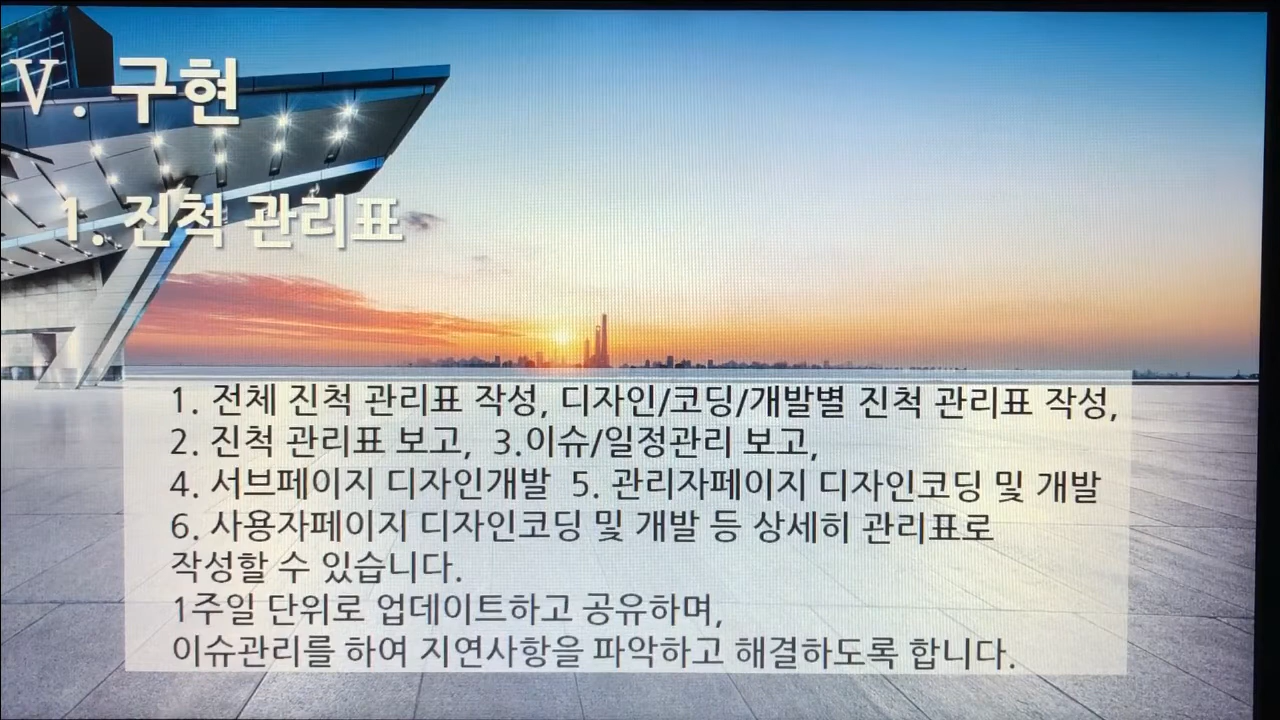 Ⅴ. 구현
1. 진척 관리표
1. 전체 진척 관리표 작성, 디자인/코딩/개발별 진척 관리표 작성,
2. 진척 관리표 보고,  3.이슈/일정관리 보고,
4. 서브페이지 디자인개발  5. 관리자페이지 디자인코딩 및 개발
6. 사용자페이지 디자인코딩 및 개발 등 상세히 관리표로
작성할 수 있습니다.
1주일 단위로 업데이트하고 공유하며,
이슈관리를 하여 지연사항을 파악하고 해결하도록 합니다.